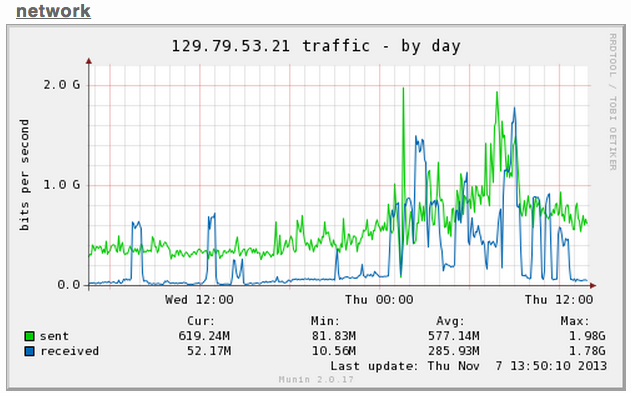 network
129.79.53.21 traffic - by day
RRDTOOL / TOBI OETIKER
bits per second
2.0 G
1.0 G
0.0
Wed 12:00 Thu 00:00 Thu 12:00
Cur: Min: Avg: Max:
sent 619.24M 81.83M 577.14M 1.98G
received 52.17M 10.56M 285.93M 1.78G
Last update: Thu Nov 7 13:50:10 2013
Munin 2.0.17